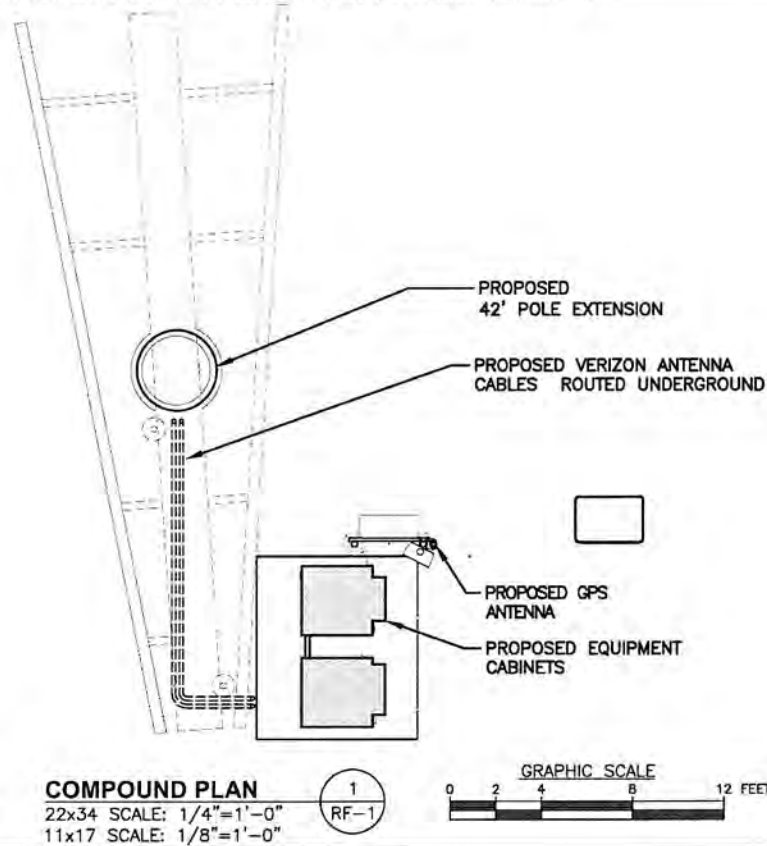 PROPOSED
42' POLE EXTENSION
PROPOSED VERIZON ANTENNA
CABLES ROUTED UNDERGROUND
PROPOSED GPS
ANTENNA
PROPOSED EQUIPMENT
CABINETS
COMPOUND PLAN
22x34 SCALE: 1/4"=1'-0"
11x17 SCALE: 1/8"=1'-0"
1
RF-1
GRAPHIC SCALE
0 2 4 8 12 FEET